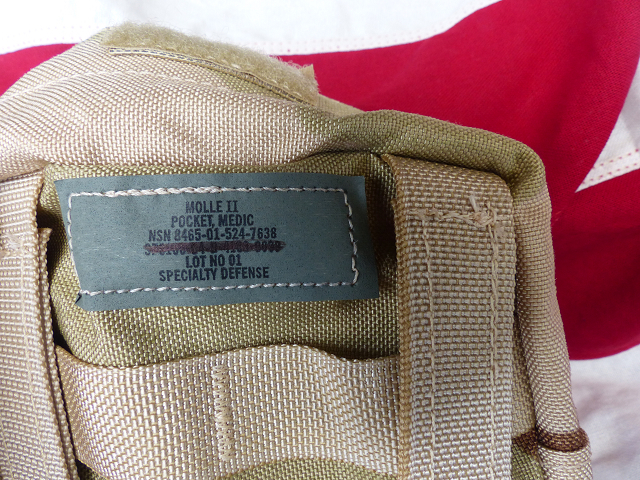 MOLLE II
POCKET, MEDIC
NSN 8465-01-524-7638
LOT NO 01
SPECIALTY DEFENSE